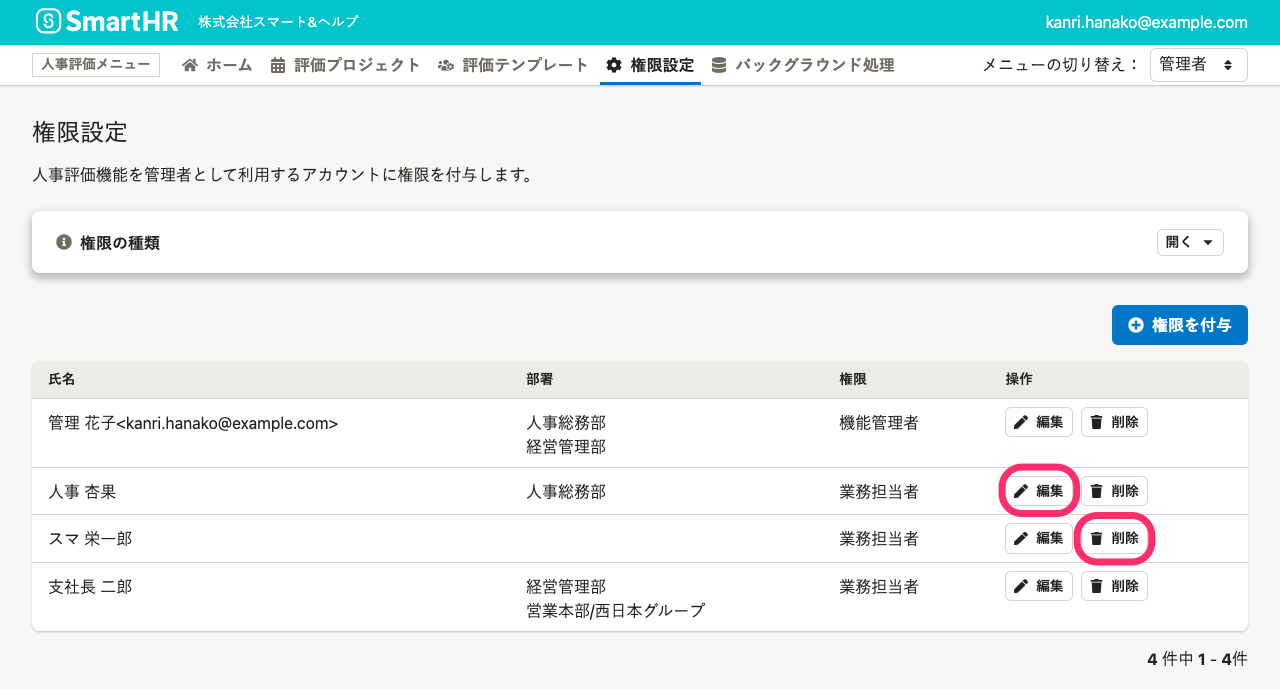 SmartHR 株式会社スマート&ヘルプ kanri.hanako@example.com
人事評価メニュー ホーム 評価プロジェクト 評価テンプレート 権限設定 バックグラウンド処理 メニューの切り替え： 管理者
権限設定
人事評価機能を管理者として利用するアカウントに権限を付与します。
権限の種類 開く
権限を付与
氏名 部署 権限 操作
管理 花子<kanri.hanako@example.com> 人事総務部 機能管理者 編集 削除
経営管理部
人事 杏果 人事総務部 業務担当者 編集 削除
スマ 栄一郎 業務担当者 編集 削除
支社長 二郎 経営管理部 業務担当者 編集 削除
営業本部/西日本グループ
4 件中 1 - 4件